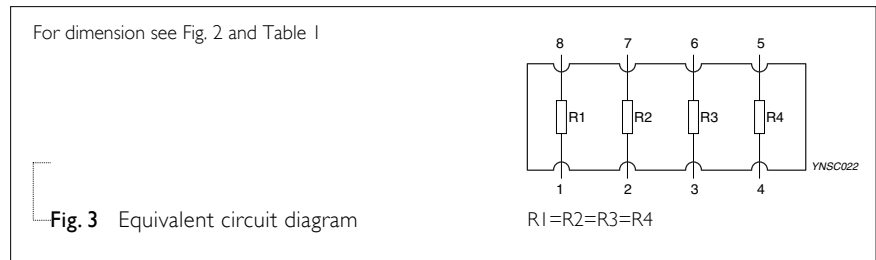 For dimension see Fig. 2 and Table 1
8 7 6 5
R1 R2 R3 R4
YNSC022
1 2 3 4
Fig. 3 Equivalent circuit diagram
R1=R2=R3=R4